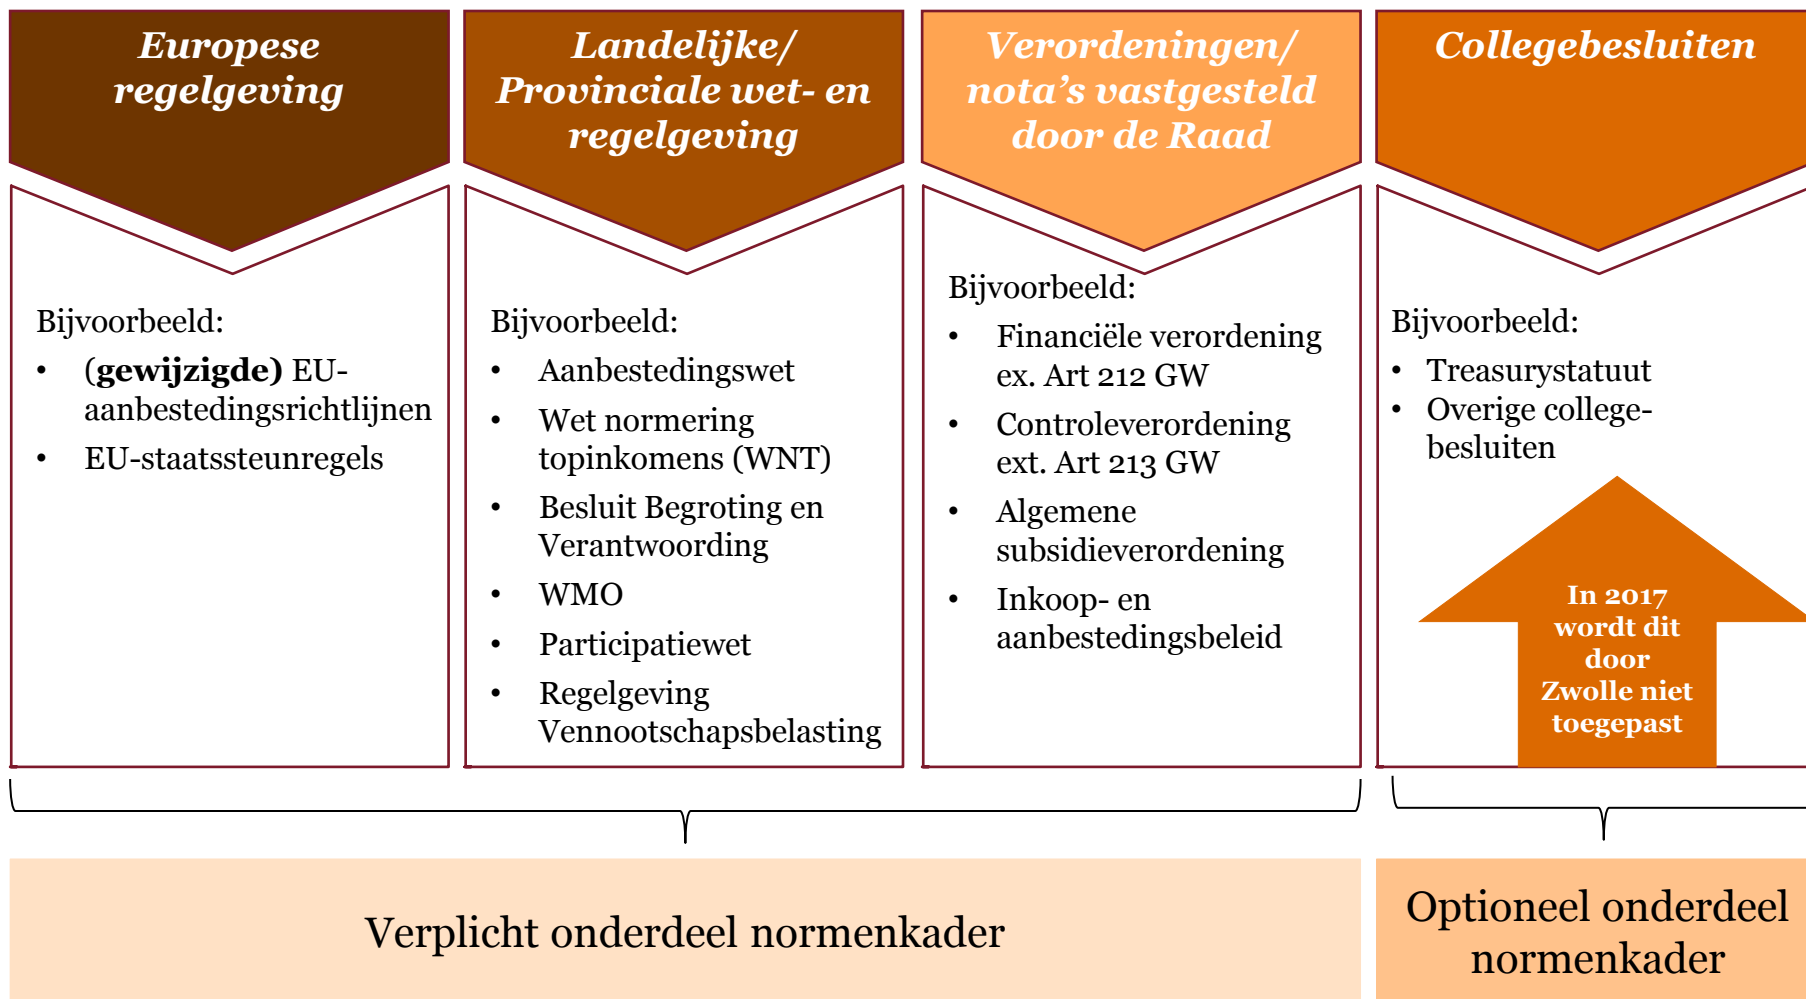 Europese
regelgeving
Bijvoorbeeld:
• (gewijzigde) EU-
aanbestedingsrichtlijnen
• EU-staatssteunregels
Landelijke/
Provinciale wet- en
regelgeving
Bijvoorbeeld:
• Aanbestedingswet
• Wet normering
topinkomens (WNT)
• Besluit Begroting en
Verantwoording
• WMO
• Participatiewet
• Regelgeving
Vennootschapsbelasting
Verordeningen/
nota's vastgesteld
door de Raad
Bijvoorbeeld:
• Financiële verordening
ex. Art 212 GW
• Controleverordening
ext. Art 213 GW
• Algemene
subsidieverordening
• Inkoop- en
aanbestedingsbeleid
Collegebesluiten
Bijvoorbeeld:
• Treasurystatuut
• Overige college-
besluiten
In 2017
wordt dit
door
Zwolle niet
toegepast
Verplicht onderdeel normenkader
Optioneel onderdeel
normenkader